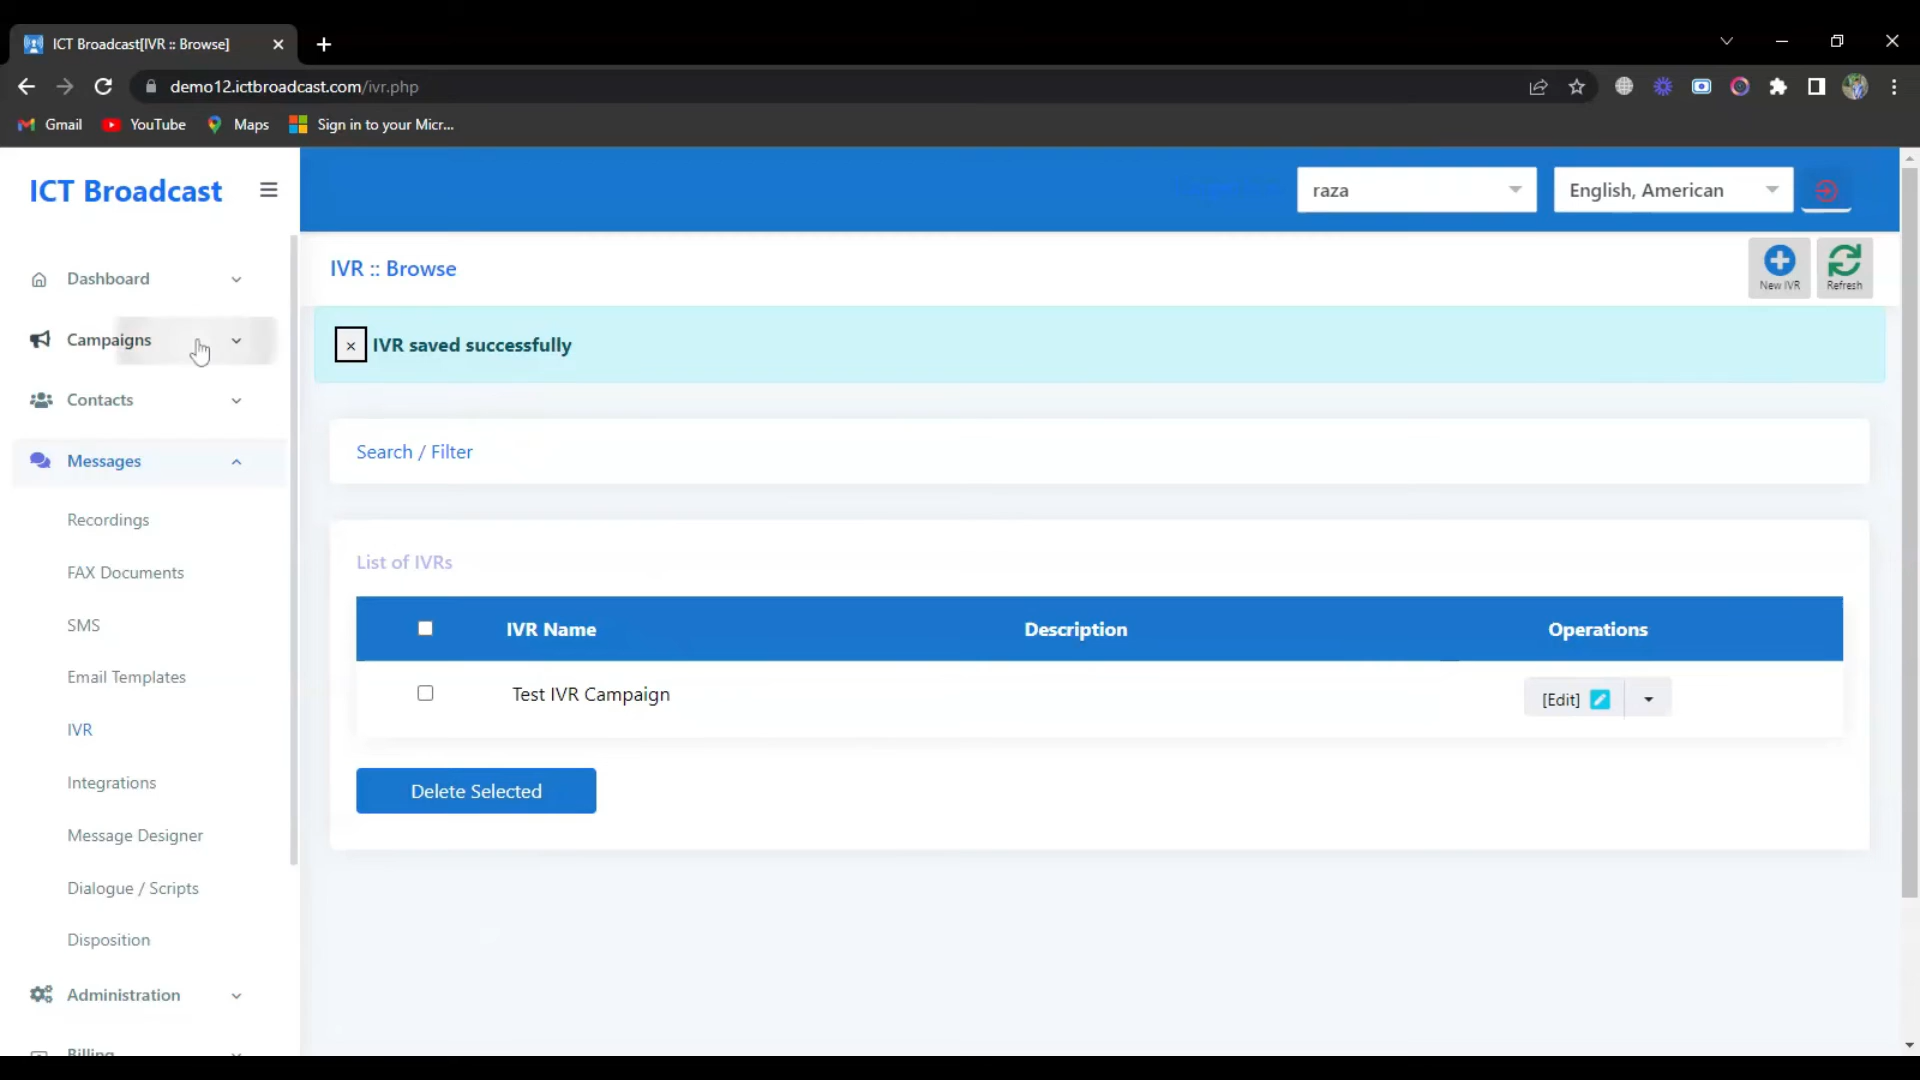 ICT Broadcast[IVR :: Browse]
demo12.ictbroadcast.com/ivr.php
Gmail YouTube Maps Sign in to your Micr...
ICT Broadcast
raza
English, American
Dashboard
Campaigns
Contacts
Messages
Recordings
FAX Documents
SMS
Email Templates
IVR
Integrations
Message Designer
Dialogue / Scripts
Disposition
Administration
Billing
IVR :: Browse
New IVR
Refresh
× IVR saved successfully
Search / Filter
List of IVRs
IVR Name Description Operations
Test IVR Campaign [Edit]
Delete Selected